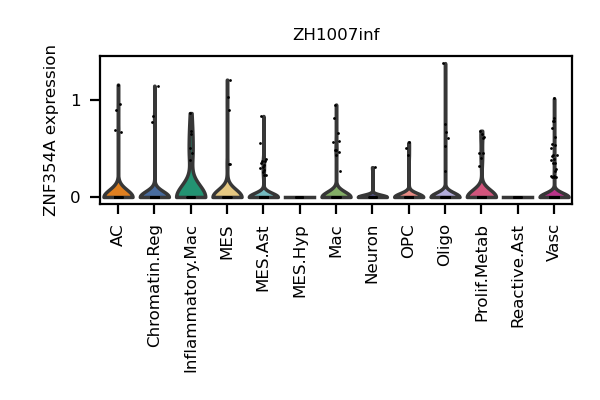 ZH1007inf
ZNF354A expression
1
0
AC
Chromatin.Reg
Inflammatory.Mac
MES
MES.Ast
MES.Hyp
Mac
Neuron
OPC
Oligo
Prolif.Metab
Reactive.Ast
Vasc